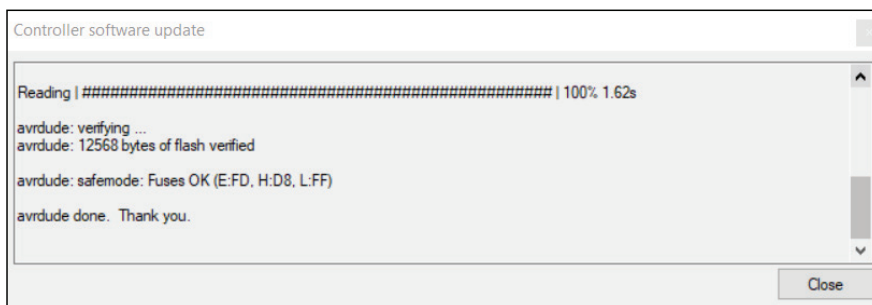 Controller software update
Reading | ################################################## | 100% 1.62s
avrdude: verifying ...
avrdude: 12568 bytes of flash verified
avrdude: safemode: Fuses OK (E:FD, H:D8, L:FF)
avrdude done.  Thank you.
Close